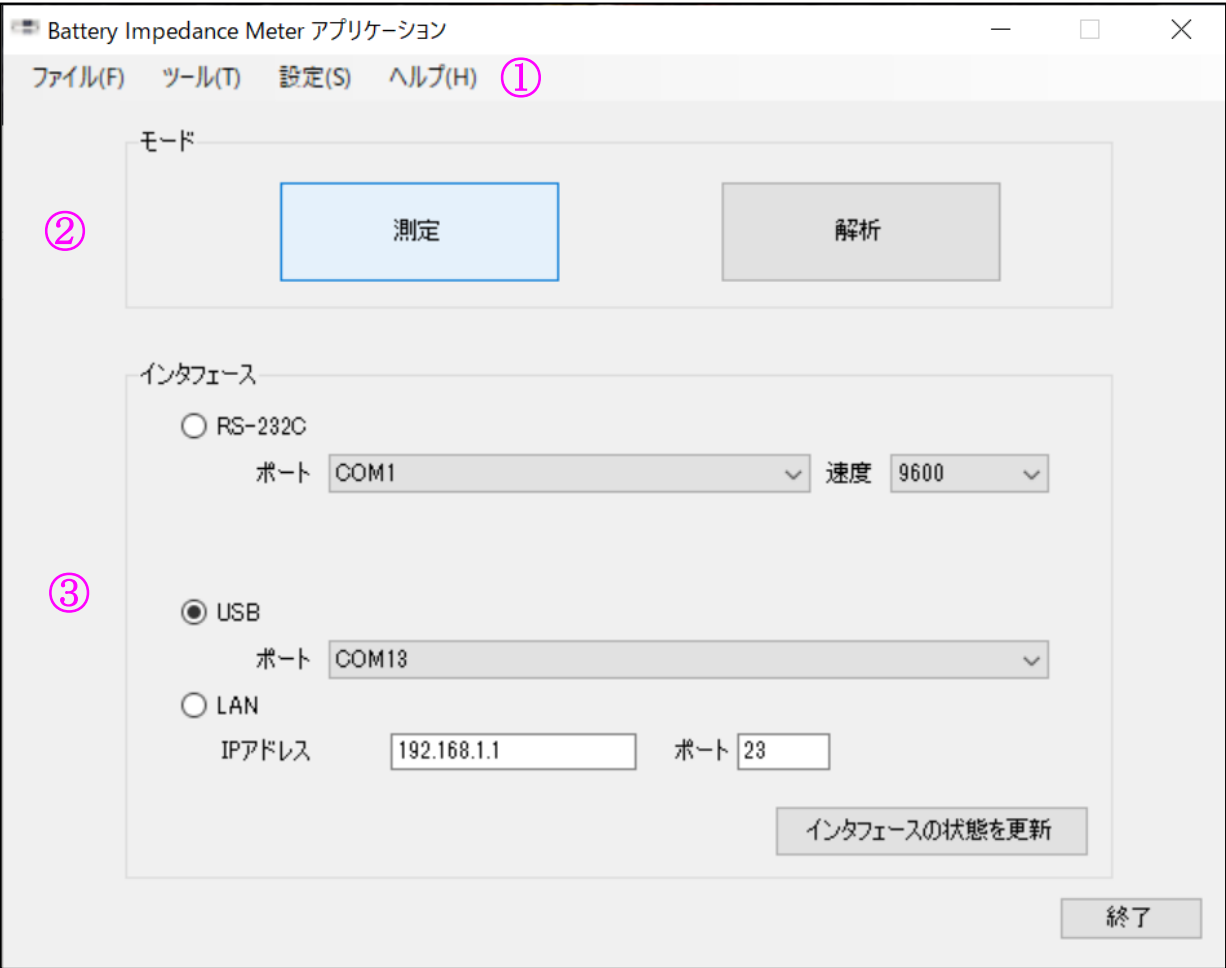 Battery Impedance Meter アプリケーション
ファイル(F) ツール(T) 設定(S) ヘルプ(H) ①
モード
② 測定 解析
インタフェース
RS-232C
ポート COM1 速度 9600
③
USB
ポート COM13
LAN
IPアドレス 192.168.1.1 ポート 23
インタフェースの状態を更新
終了